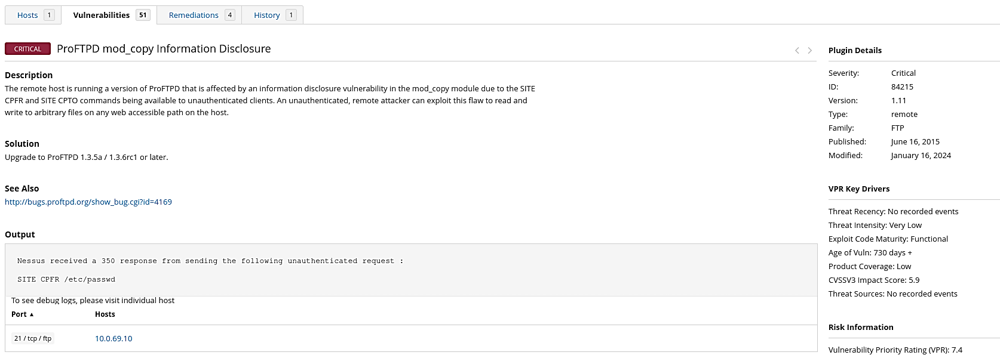 Hosts 1 Vulnerabilities 51 Remediations 4 History 1
CRITICAL ProFTPD mod_copy Information Disclosure
Description
The remote host is running a version of ProFTPD that is affected by an information disclosure vulnerability in the mod_copy module due to the SITE
CPFR and SITE CPTO commands being available to unauthenticated clients. An unauthenticated, remote attacker can exploit this flaw to read and
write to arbitrary files on any web accessible path on the host.
Solution
Upgrade to ProFTPD 1.3.5a / 1.3.6rc1 or later.
See Also
http://bugs.proftpd.org/show_bug.cgi?id=4169
Output
Nessus received a 350 response from sending the following unauthenticated request :
SITE CPFR /etc/passwd
To see debug logs, please visit individual host
Port ▲ Hosts
21 / tcp / ftp 10.0.69.10
Plugin Details
Severity: Critical
ID: 84215
Version: 1.11
Type: remote
Family: FTP
Published: June 16, 2015
Modified: January 16, 2024
VPR Key Drivers
Threat Recency: No recorded events
Threat Intensity: Very Low
Exploit Code Maturity: Functional
Age of Vuln: 730 days +
Product Coverage: Low
CVSSV3 Impact Score: 5.9
Threat Sources: No recorded events
Risk Information
Vulnerability Priority Rating (VPR): 7.4